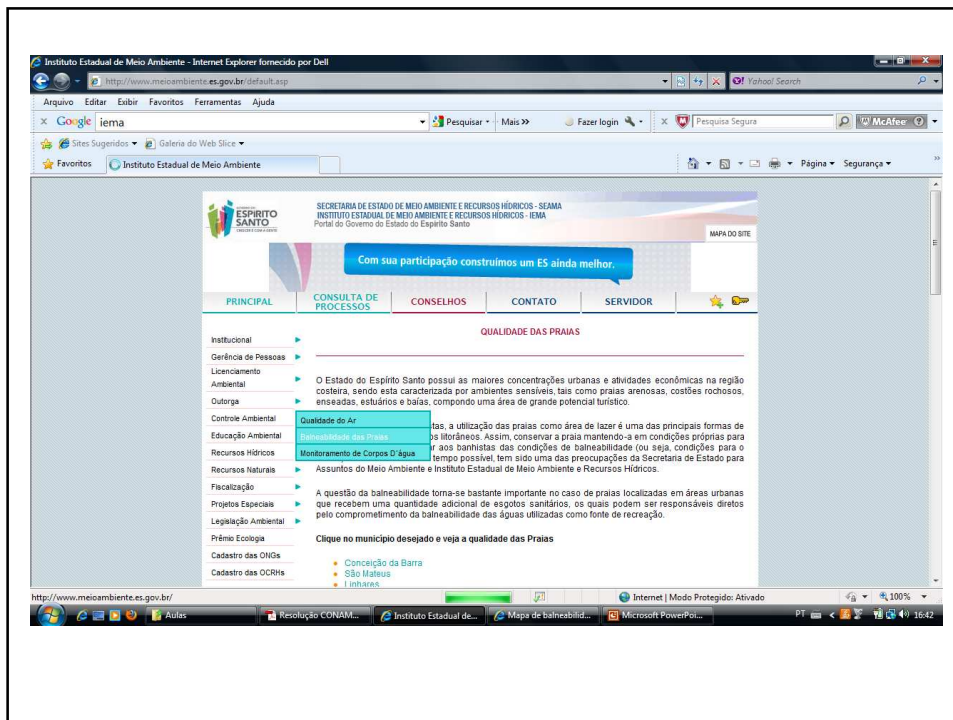 Instituto Estadual de Meio Ambiente - Internet Explorer fornecido por Dell
http://www.meioambiente.es.gov.br/default.asp
Yahoo! Search
Arquivo Editar Exibir Favoritos Ferramentas Ajuda
x Google iema Pesquisar Mais >> Fazer login x Pesquisa Segura McAfee
Sites Sugeridos Galeria do Web Slice
Favoritos Instituto Estadual de Meio Ambiente Página Segurança
ESPIRITO SANTO
SECRETARIA DE ESTADO DE MEIO AMBIENTE E RECURSOS HÍDRICOS - SEAMA
INSTITUTO ESTADUAL DE MEIO AMBIENTE E RECURSOS HÍDRICOS - IEMA
Portal do Governo do Estado do Espírito Santo
MAPA DO SITE
Com sua participação construímos um ES ainda melhor.
PRINCIPAL CONSULTA DE PROCESSOS CONSELHOS CONTATO SERVIDOR
Institucional
Gerência de Pessoas
Licenciamento
Ambiental
Outorga
Controle Ambiental
Educação Ambiental
Recursos Hídricos
Recursos Naturais
Fiscalização
Projetos Especiais
Legislação Ambiental
Prêmio Ecologia
Cadastro das ONGs
Cadastro das OCRHs
Qualidade do Ar
Balneabilidade das Praias
Monitoramento de Corpos D'água
QUALIDADE DAS PRAIAS
O Estado do Espírito Santo possui as maiores concentrações urbanas e atividades econômicas na região
costeira, sendo esta caracterizada por ambientes sensíveis, tais como praias arenosas, costões rochosos,
enseadas, estuários e baías, compondo uma área de grande potencial turístico.
tas, a utilização das praias como área de lazer é uma das principais formas de
os litorâneos. Assim, conservar a praia mantendo-a em condições próprias para
ar aos banhistas das condições de balneabilidade (ou seja, condições para o
tempo possível, tem sido uma das preocupações da Secretaria de Estado para
Assuntos do Meio Ambiente e Instituto Estadual de Meio Ambiente e Recursos Hídricos.
A questão da balneabilidade torna-se bastante importante no caso de praias localizadas em áreas urbanas
que recebem uma quantidade adicional de esgotos sanitários, os quais podem ser responsáveis diretos
pelo comprometimento da balneabilidade das águas utilizadas como fonte de recreação.
Clique no município desejado e veja a qualidade das Praias
Conceição da Barra
São Mateus
Linhares
http://www.meioambiente.es.gov.br/ Internet | Modo Protegido: Ativado 100%
Aulas Resolução CONAM... Instituto Estadual de... Mapa de balneabilid... Microsoft PowerPoi... PT 16:42